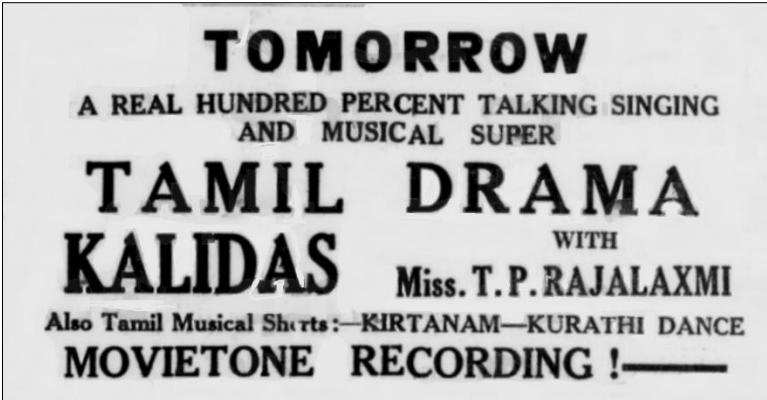 TOMORROW
A REAL HUNDRED PERCENT TALKING SINGING
AND MUSICAL SUPER
TAMIL DRAMA
KALIDAS WITH
Miss. T. P. RAJALAXMI
Also Tamil Musical Shorts:—KIRTANAM—KURATHI DANCE
MOVIETONE RECORDING !—